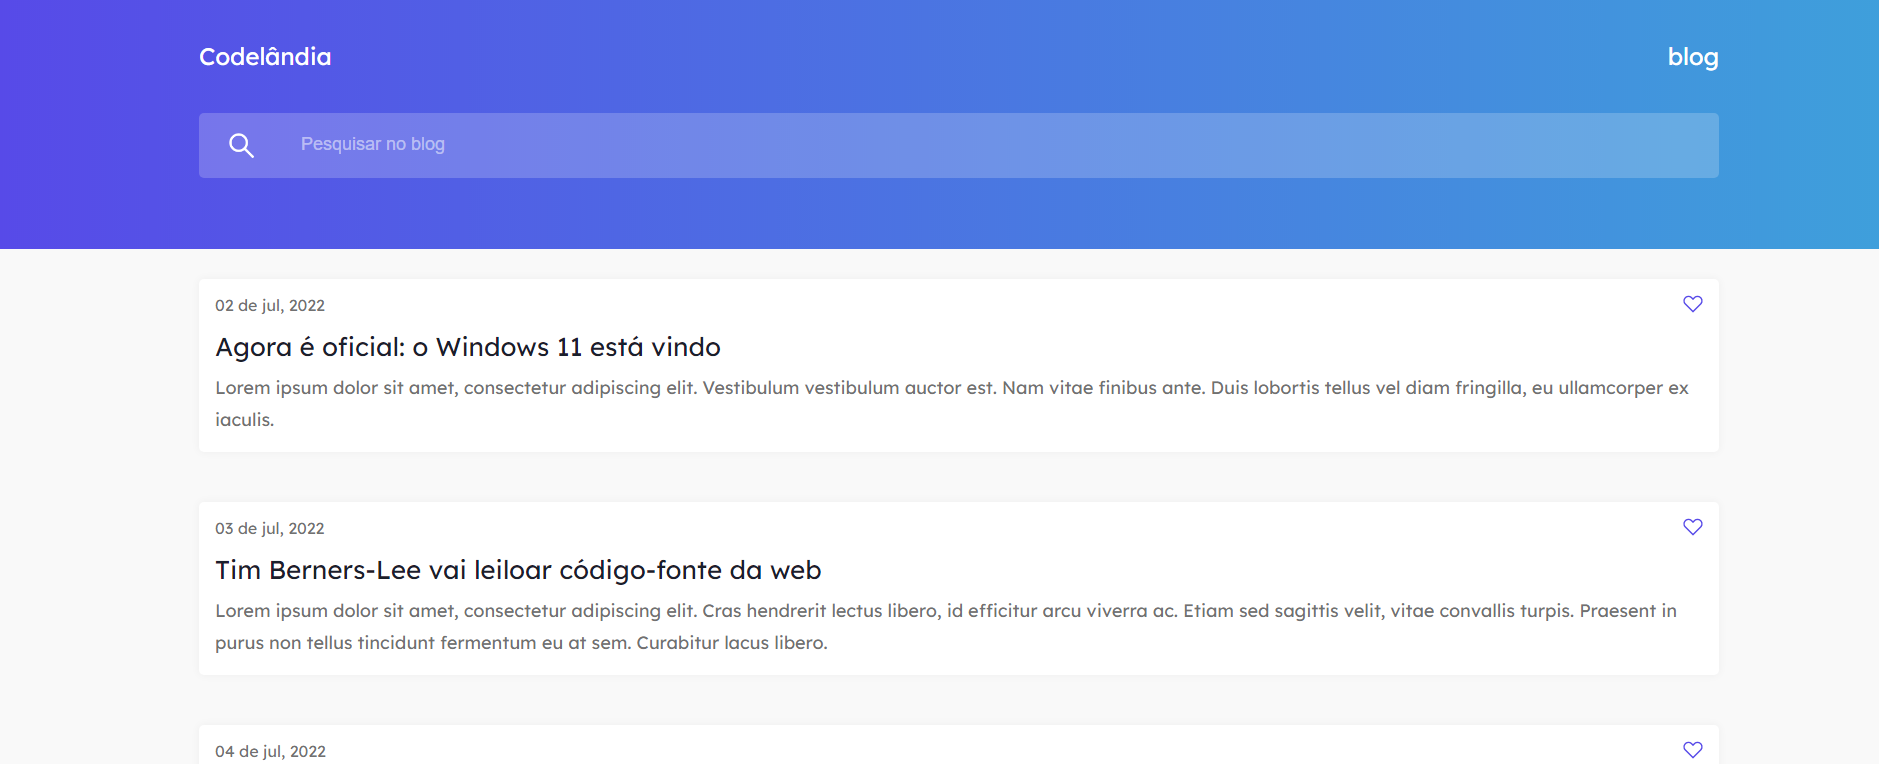 Codelândia
blog
Pesquisar no blog
02 de jul, 2022
Agora é oficial: o Windows 11 está vindo
Lorem ipsum dolor sit amet, consectetur adipiscing elit. Vestibulum vestibulum auctor est. Nam vitae finibus ante. Duis lobortis tellus vel diam fringilla, eu ullamcorper ex
iaculis.
03 de jul, 2022
Tim Berners-Lee vai leiloar código-fonte da web
Lorem ipsum dolor sit amet, consectetur adipiscing elit. Cras hendrerit lectus libero, id efficitur arcu viverra ac. Etiam sed sagittis velit, vitae convallis turpis. Praesent in
purus non tellus tincidunt fermentum eu at sem. Curabitur lacus libero.
04 de jul, 2022